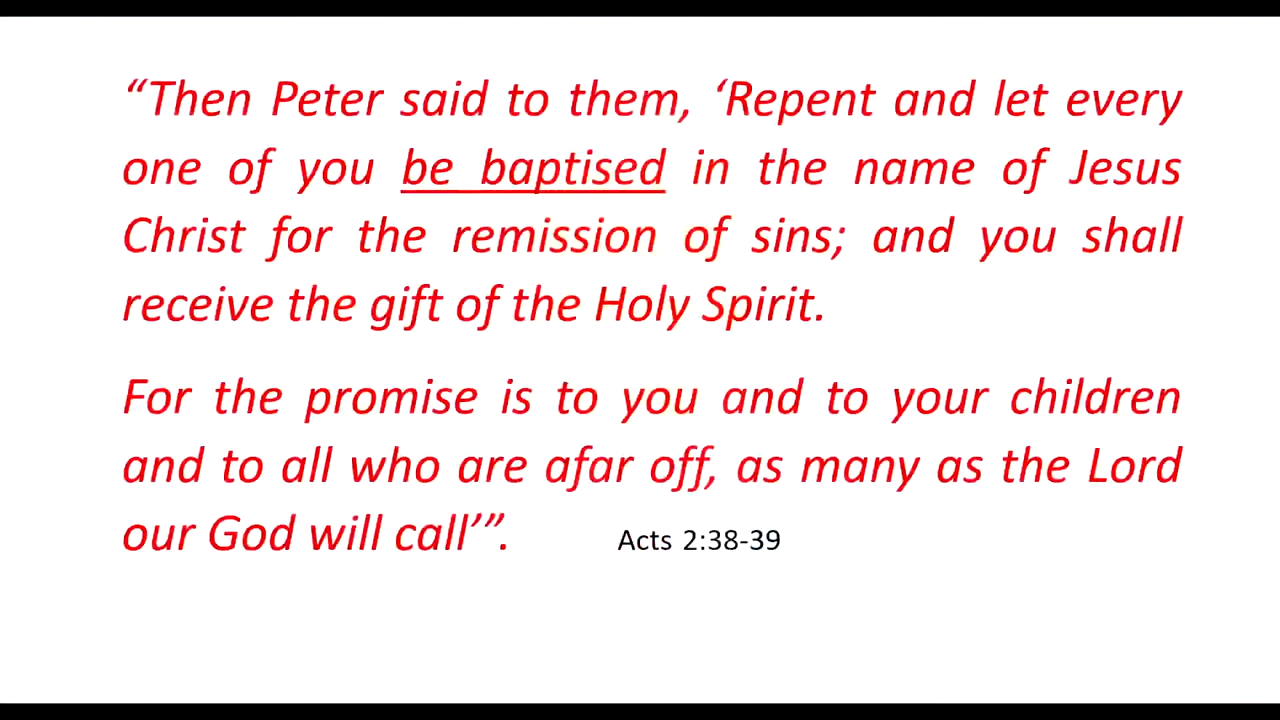 “Then Peter said to them, ‘Repent and let every
one of you be baptised in the name of Jesus
Christ for the remission of sins; and you shall
receive the gift of the Holy Spirit.
For the promise is to you and to your children
and to all who are afar off, as many as the Lord
our God will call’”. Acts 2:38-39